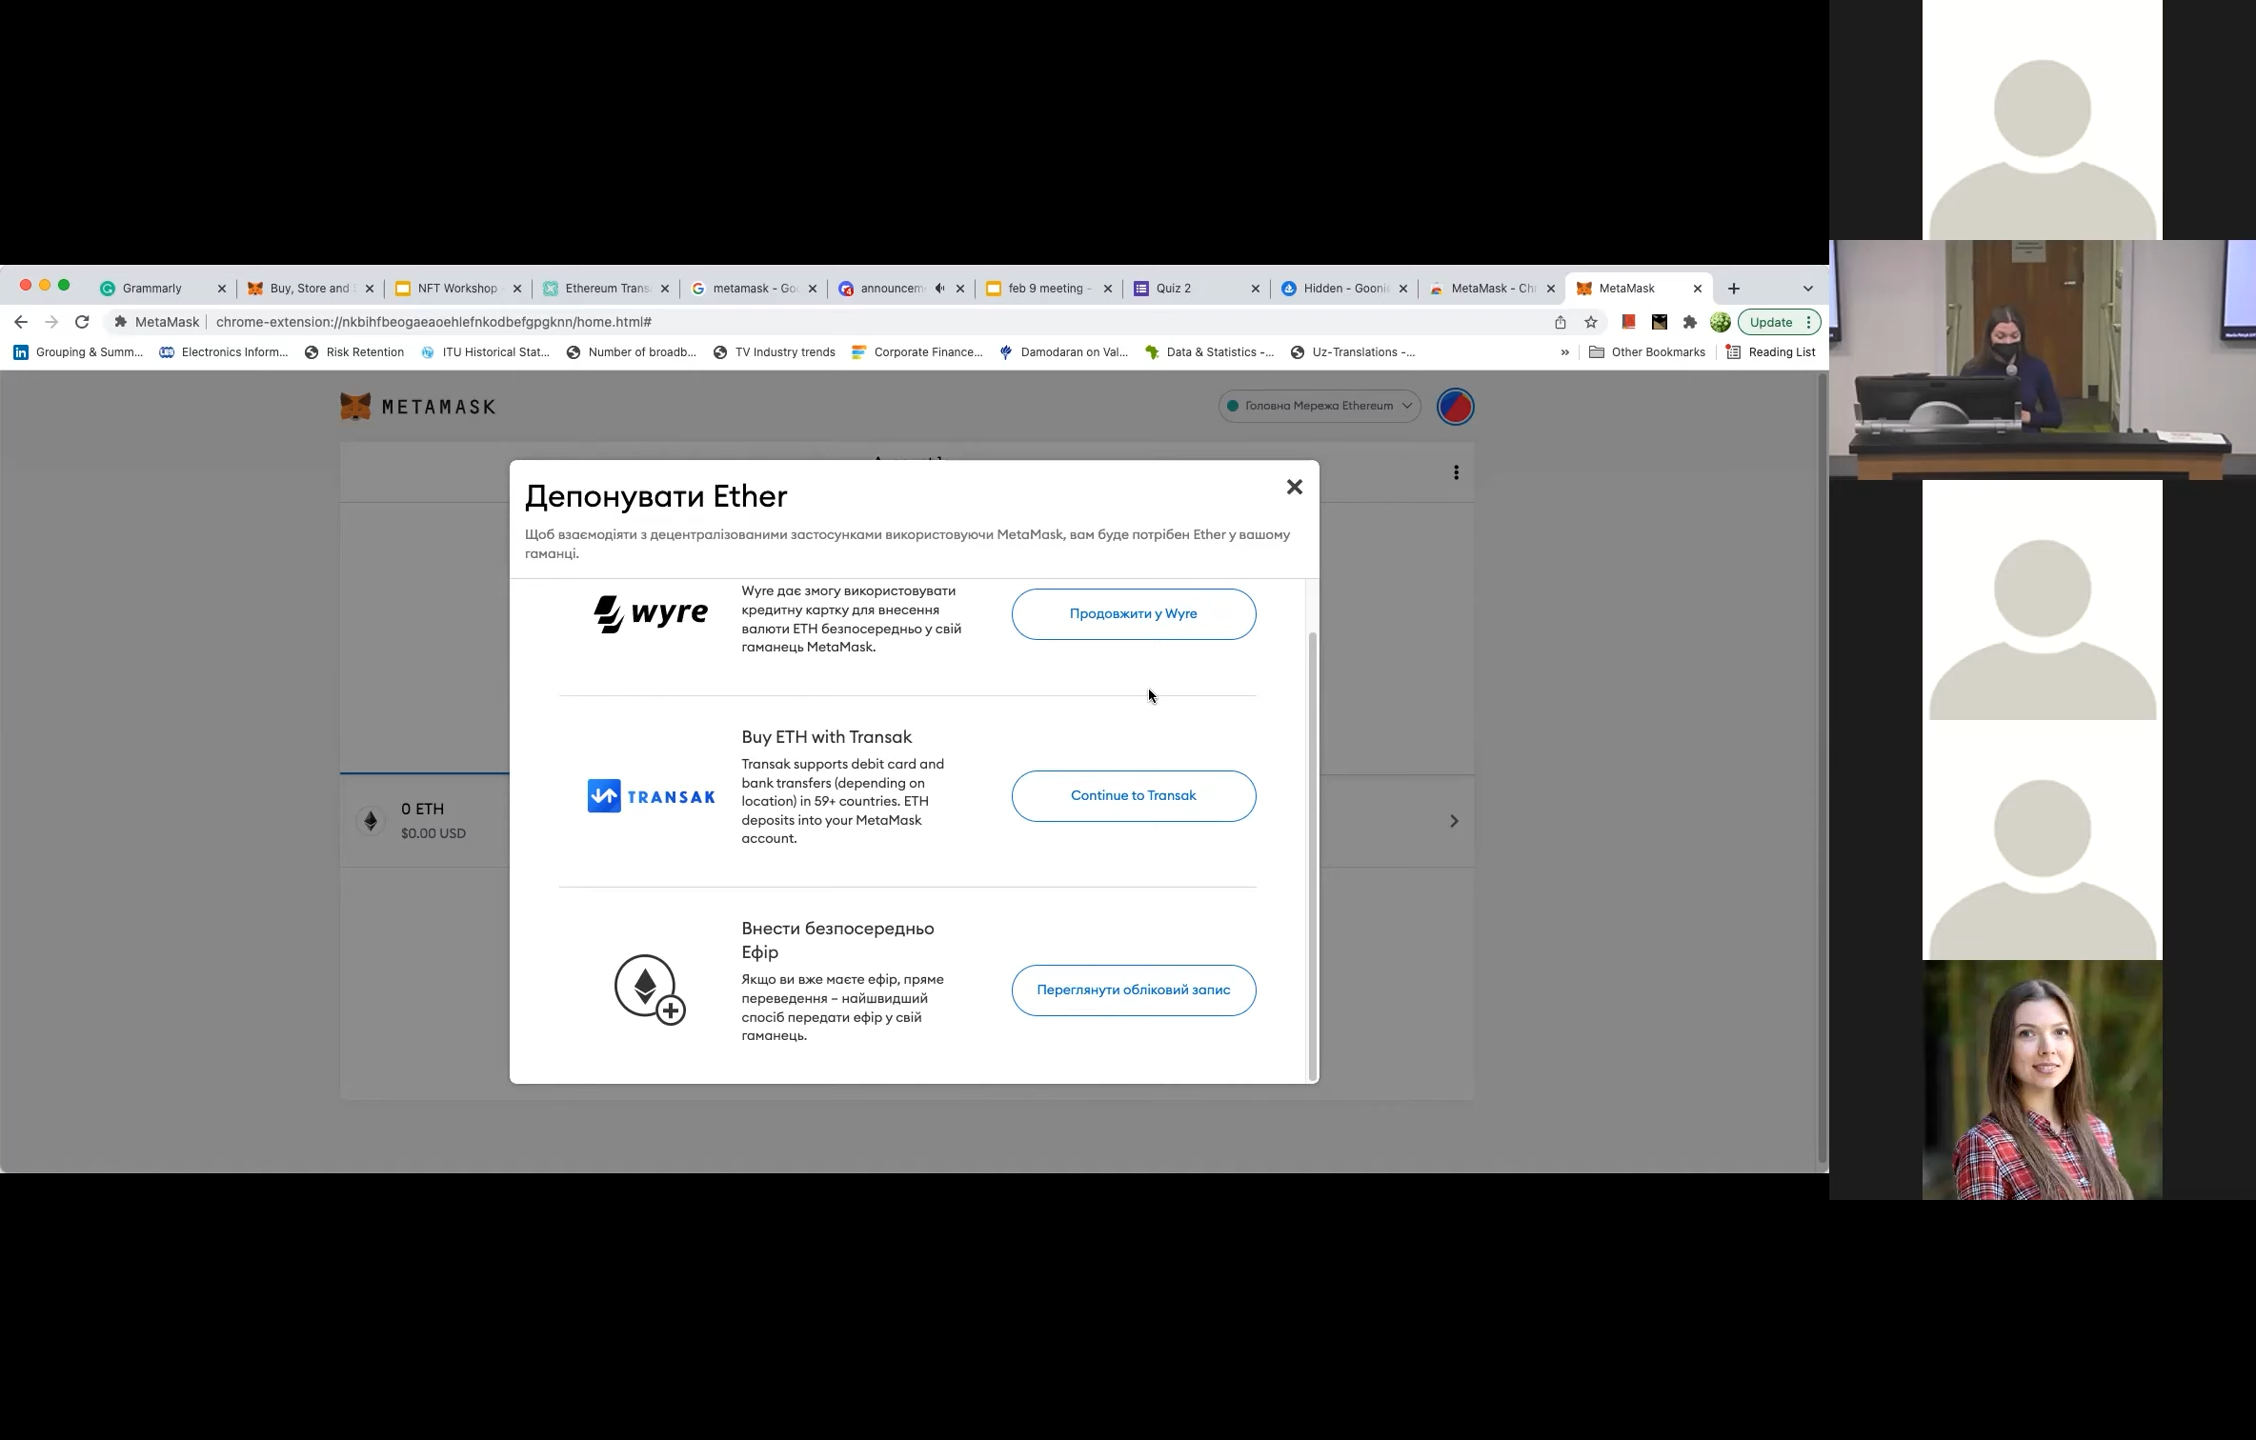 Grammarly
Buy, Store and
NFT Workshop
Ethereum Trans
metamask - Go
announcem
feb 9 meeting -
Quiz 2
Hidden - Gooni
MetaMask - Ch
MetaMask
MetaMask
chrome-extension://nkbihfbeogaeaoehlefnkodbefgpgknn/home.html#
Update
Grouping & Summ...
Electronics Inform...
Risk Retention
ITU Historical Stat...
Number of broadb...
TV Industry trends
Corporate Finance...
Damodaran on Val...
Data & Statistics -...
Uz-Translations -...
»
Other Bookmarks
Reading List
METAMASK
Головна Мережа Ethereum
Депонувати Ether
Щоб взаємодіяти з децентралізованими застосунками використовуючи MetaMask, вам буде потрібен Ether у вашому
гаманці.
wyre
Wyre дає змогу використовувати
кредитну картку для внесення
валюти ETH безпосередньо у свій
гаманець MetaMask.
Продовжити у Wyre
TRANSAK
Buy ETH with Transak
Transak supports debit card and
bank transfers (depending on
location) in 59+ countries. ETH
deposits into your MetaMask
account.
Continue to Transak
0 ETH
$0.00 USD
Внести безпосередньо
Ефір
Якщо ви вже маєте ефір, пряме
переведення – найшвидший
спосіб передати ефір у свій
гаманець.
Переглянути обліковий запис